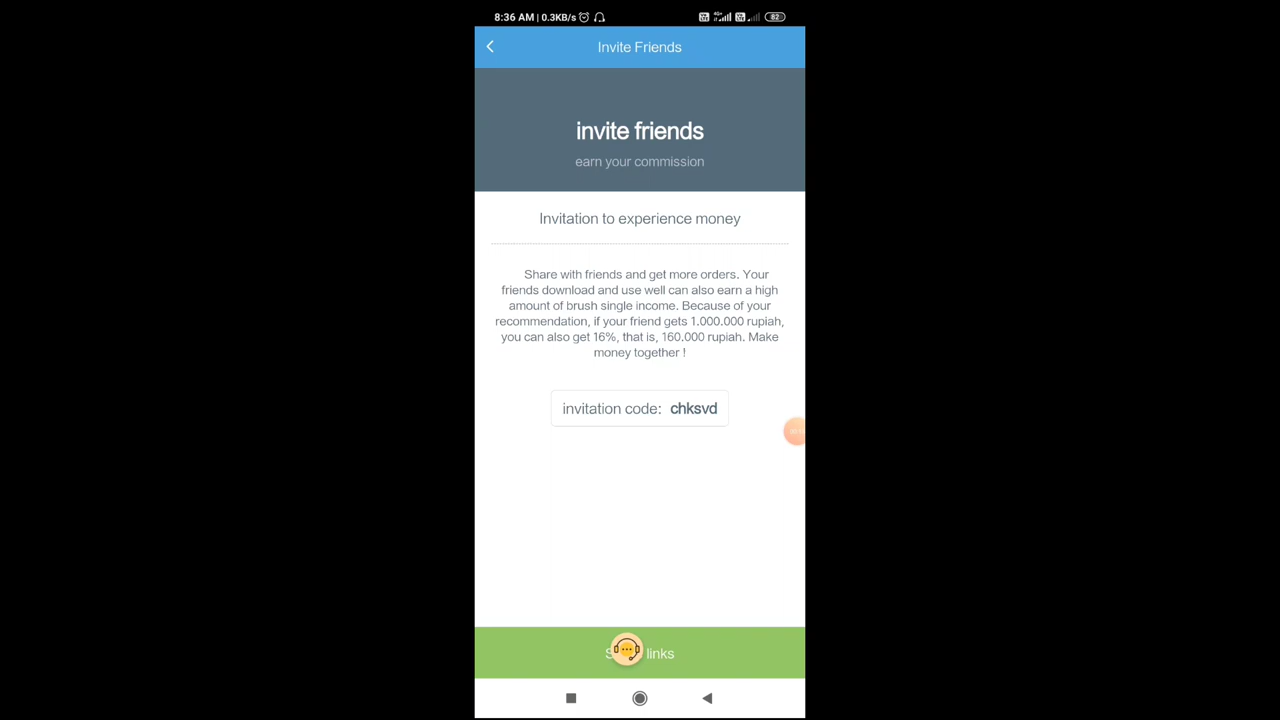 8:36 AM | 0.3KB/s
82
Invite Friends
invite friends
earn your commission
Invitation to experience money
Share with friends and get more orders. Your
friends download and use well can also earn a high
amount of brush single income. Because of your
recommendation, if your friend gets 1.000.000 rupiah,
you can also get 16%, that is, 160.000 rupiah. Make
money together !
invitation code: chksvd
links